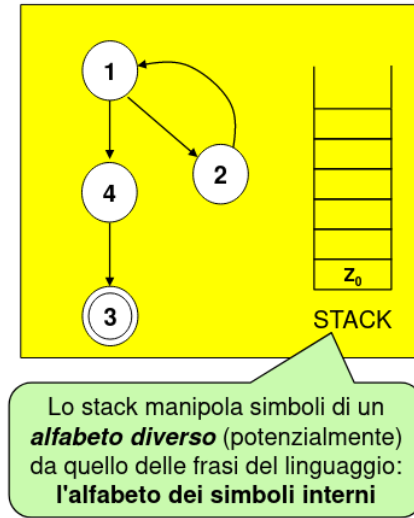 1
2
4
3
Z₀
STACK
Lo stack manipola simboli di un
alfabeto diverso (potenzialmente)
da quello delle frasi del linguaggio:
l'alfabeto dei simboli interni